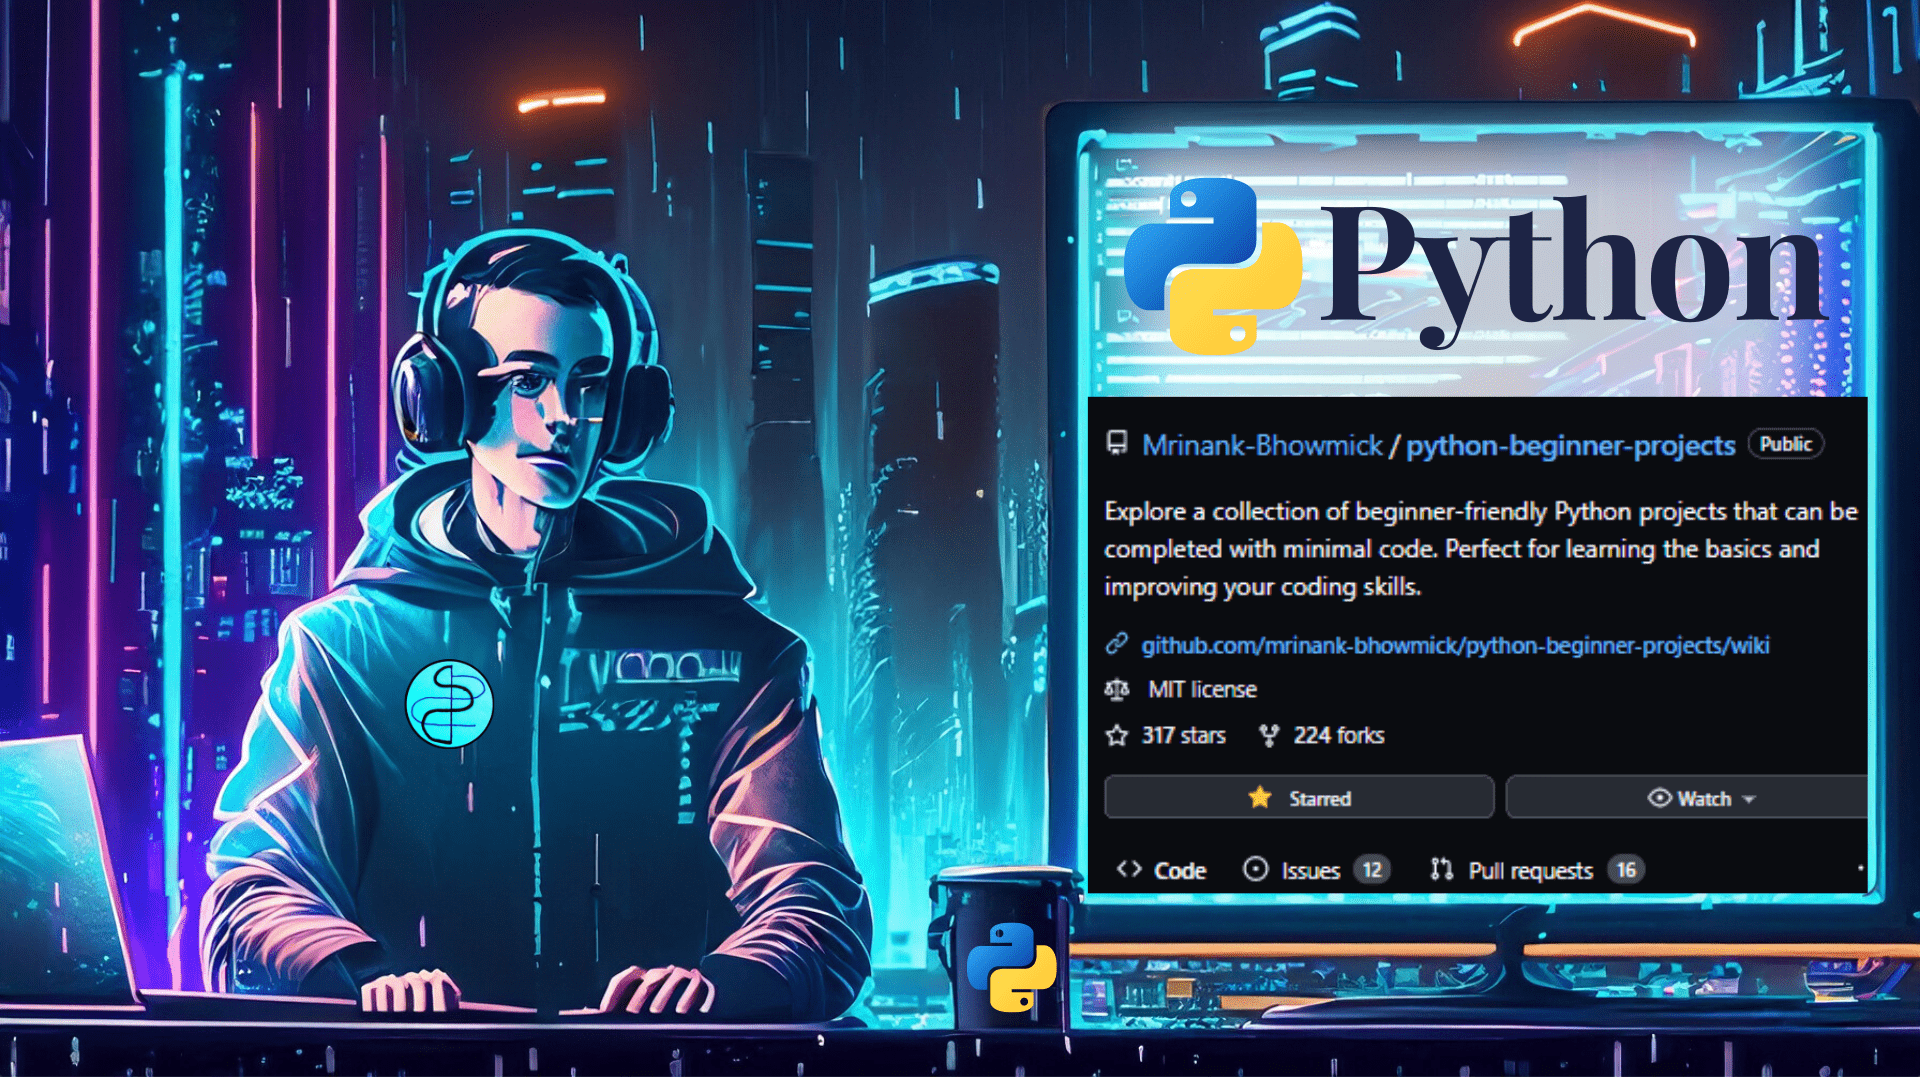 Python
Mrinank-Bhowmick / python-beginner-projects Public
Explore a collection of beginner-friendly Python projects that can be
completed with minimal code. Perfect for learning the basics and
improving your coding skills.
github.com/mrinank-bhowmick/python-beginner-projects/wiki
MIT license
317 stars 224 forks
Starred Watch
Code Issues 12 Pull requests 16